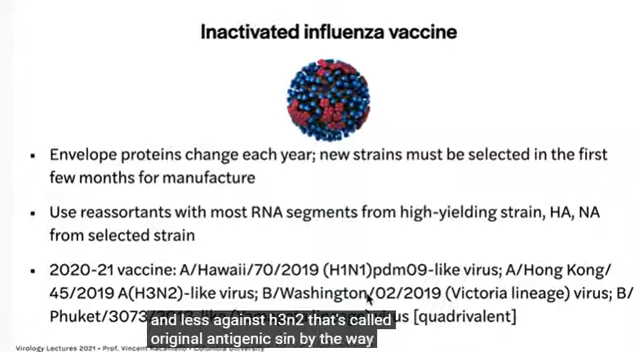 Inactivated influenza vaccine
▪ Envelope proteins change each year; new strains must be selected in the first
few months for manufacture
▪ Use reassortants with most RNA segments from high-yielding strain, HA, NA
from selected strain
▪ 2020-21 vaccine: A/Hawaii/70/2019 (H1N1)pdm09-like virus; A/Hong Kong/
45/2019 A(H3N2)-like virus; B/Washington/02/2019 (Victoria lineage) virus; B/
Phuket/3073 virus [quadrivalent]
and less against h3n2 that's called
original antigenic sin by the way
Virology Lectures 2021 • Prof. Vincent Racaniello • Columbia University